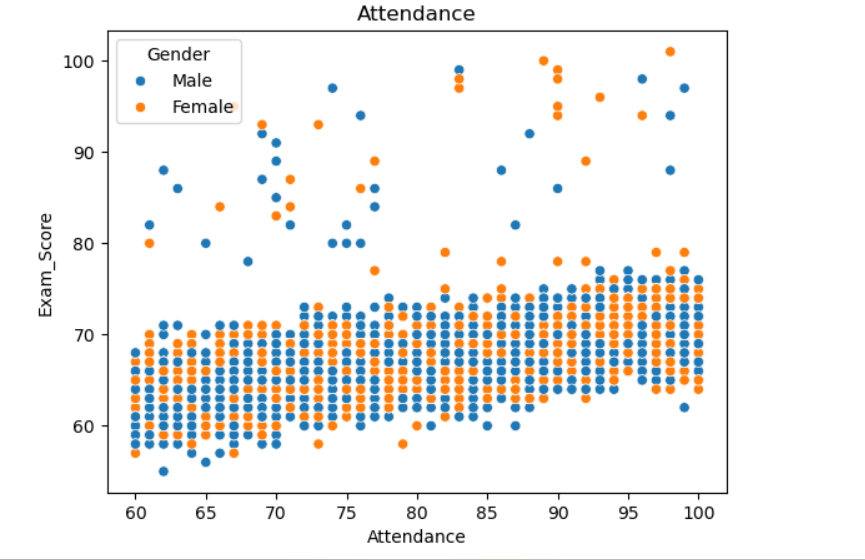 Attendance
Gender
Male
Female
100
90
80
70
60
Exam_Score
60 65 70 75 80 85 90 95 100
Attendance